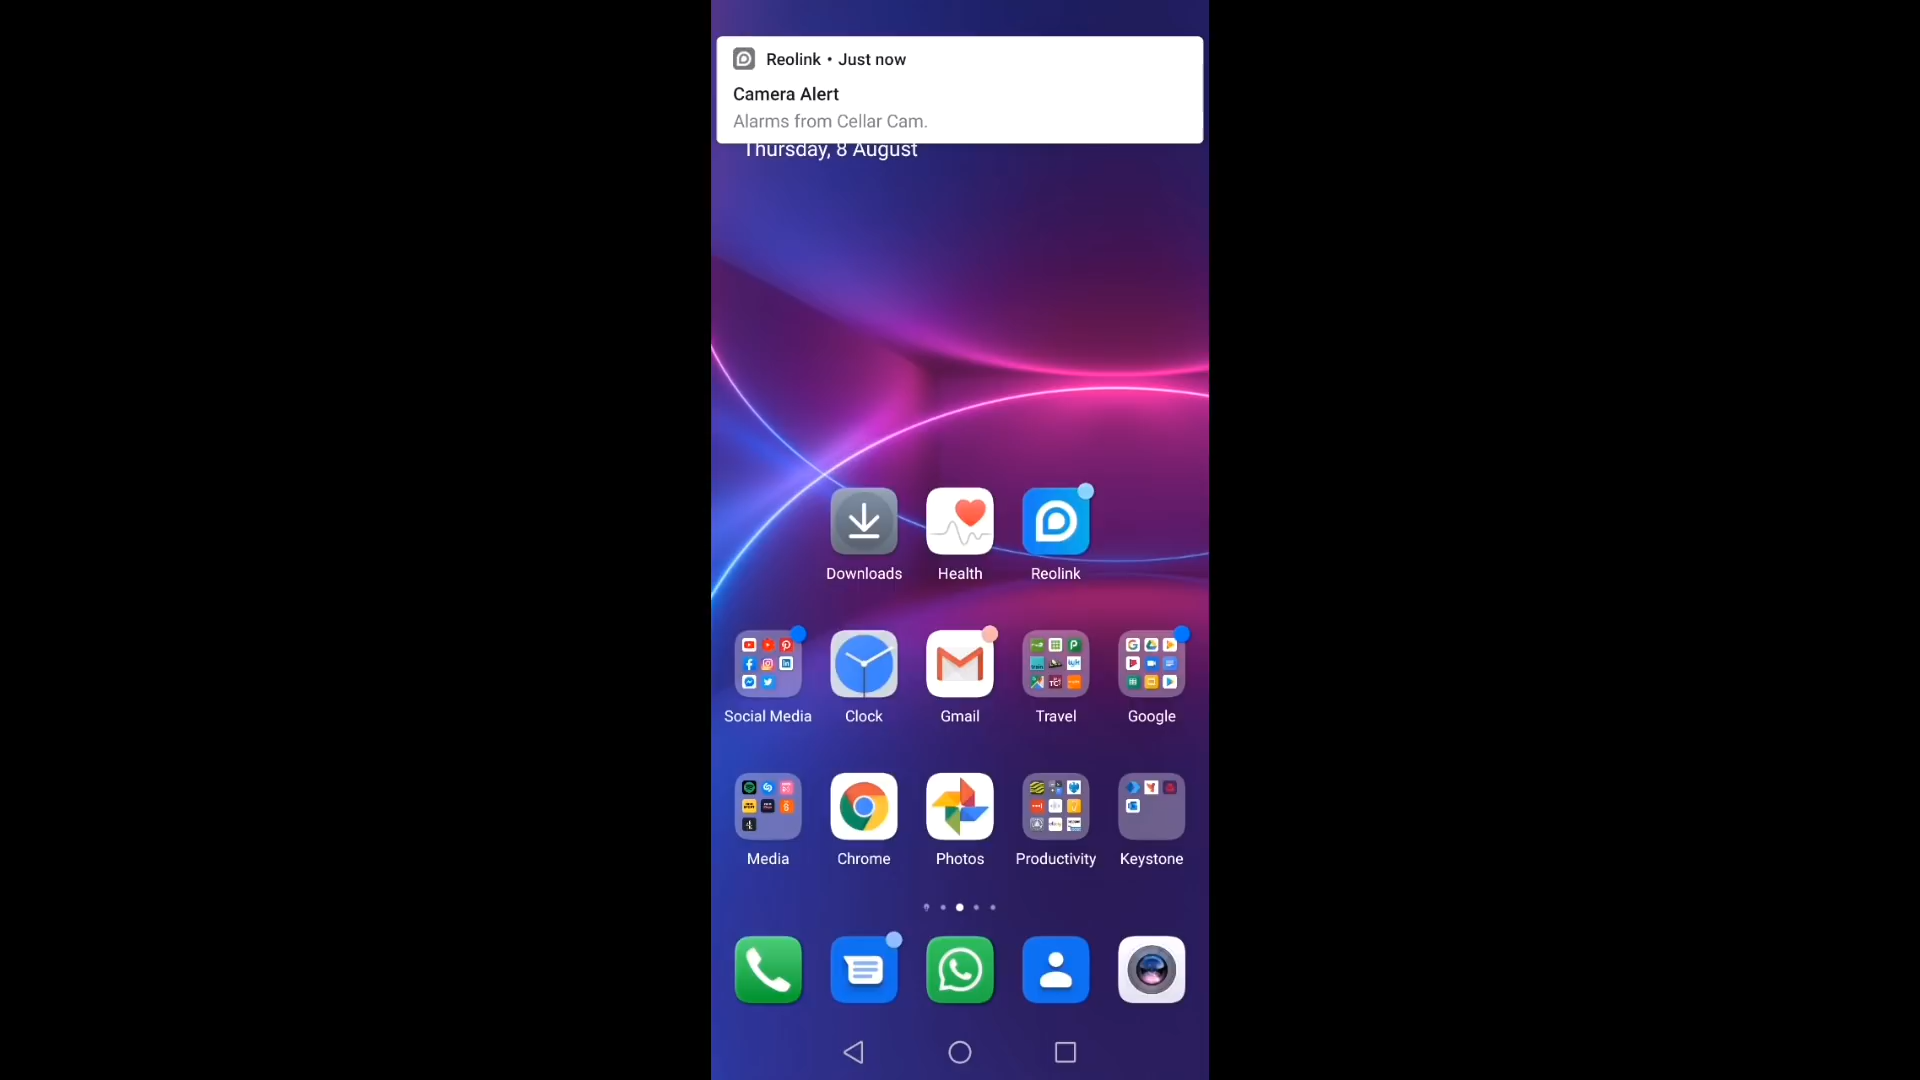 Reolink • Just now
Camera Alert
Alarms from Cellar Cam.
Thursday, 8 August
Downloads
Health
Reolink
Social Media
Clock
Gmail
Travel
Google
Media
Chrome
Photos
Productivity
Keystone